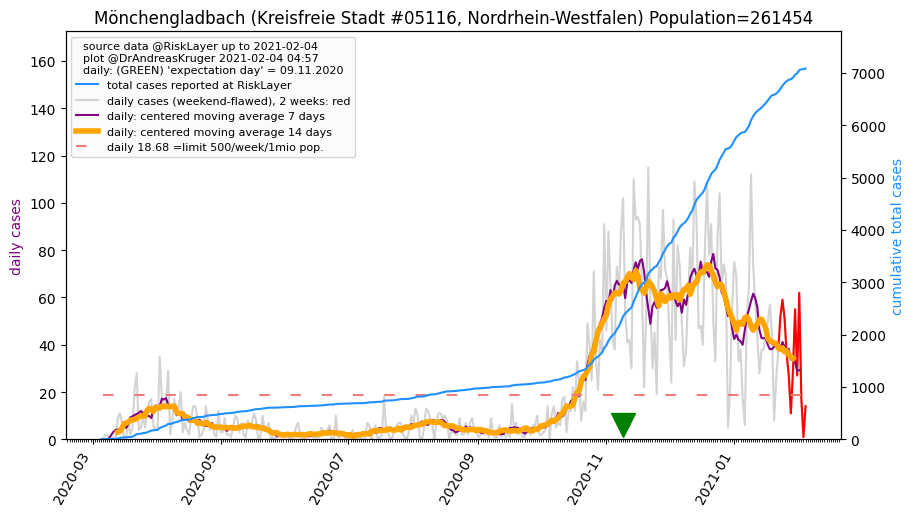 Mönchengladbach (Kreisfreie Stadt #05116, Nordrhein-Westfalen) Population=261454
source data @RiskLayer up to 2021-02-04
plot @DrAndreasKruger 2021-02-04 04:57
daily: (GREEN) 'expectation day' = 09.11.2020
total cases reported at RiskLayer
daily cases (weekend-flawed), 2 weeks: red
daily: centered moving average 7 days
daily: centered moving average 14 days
daily 18.68 =limit 500/week/1mio pop.
daily cases
160
140
120
100
80
60
40
20
0
cumulative total cases
7000
6000
5000
4000
3000
2000
1000
0
2020-03
2020-05
2020-07
2020-09
2020-11
2021-01